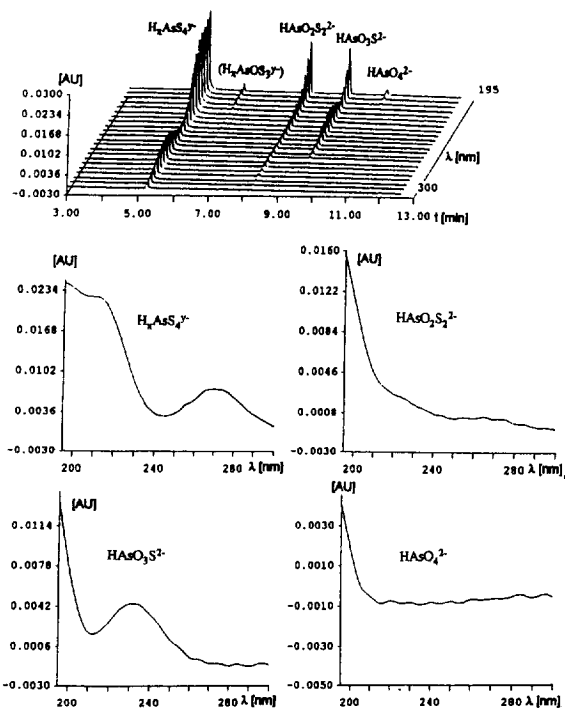 HₓAsS₄ʸ⁻
HAsO₂S₂²⁻
HAsO₃S²⁻
(HₓAsOS₃ʸ⁻)
HAsO₄²⁻
[AU]
0.0300
0.0234
0.0168
0.0102
0.0036
-0.0030
195
λ [nm]
300
3.00 5.00 7.00 9.00 11.00 13.00 t [min]
[AU]
0.0234
0.0168
0.0102
0.0036
-0.0030
HₓAsS₄ʸ⁻
200 240 280 λ [nm]
0.0160
[AU]
0.0122
0.0084
0.0046
0.0008
-0.0030
HAsO₂S₂²⁻
200 240 280 λ [nm]
[AU]
0.0114
0.0078
0.0042
0.0006
-0.0030
HAsO₃S²⁻
200 240 280 λ [nm]
[AU]
0.0030
-0.0010
-0.0030
-0.0050
HAsO₄²⁻
200 240 280 λ [nm]